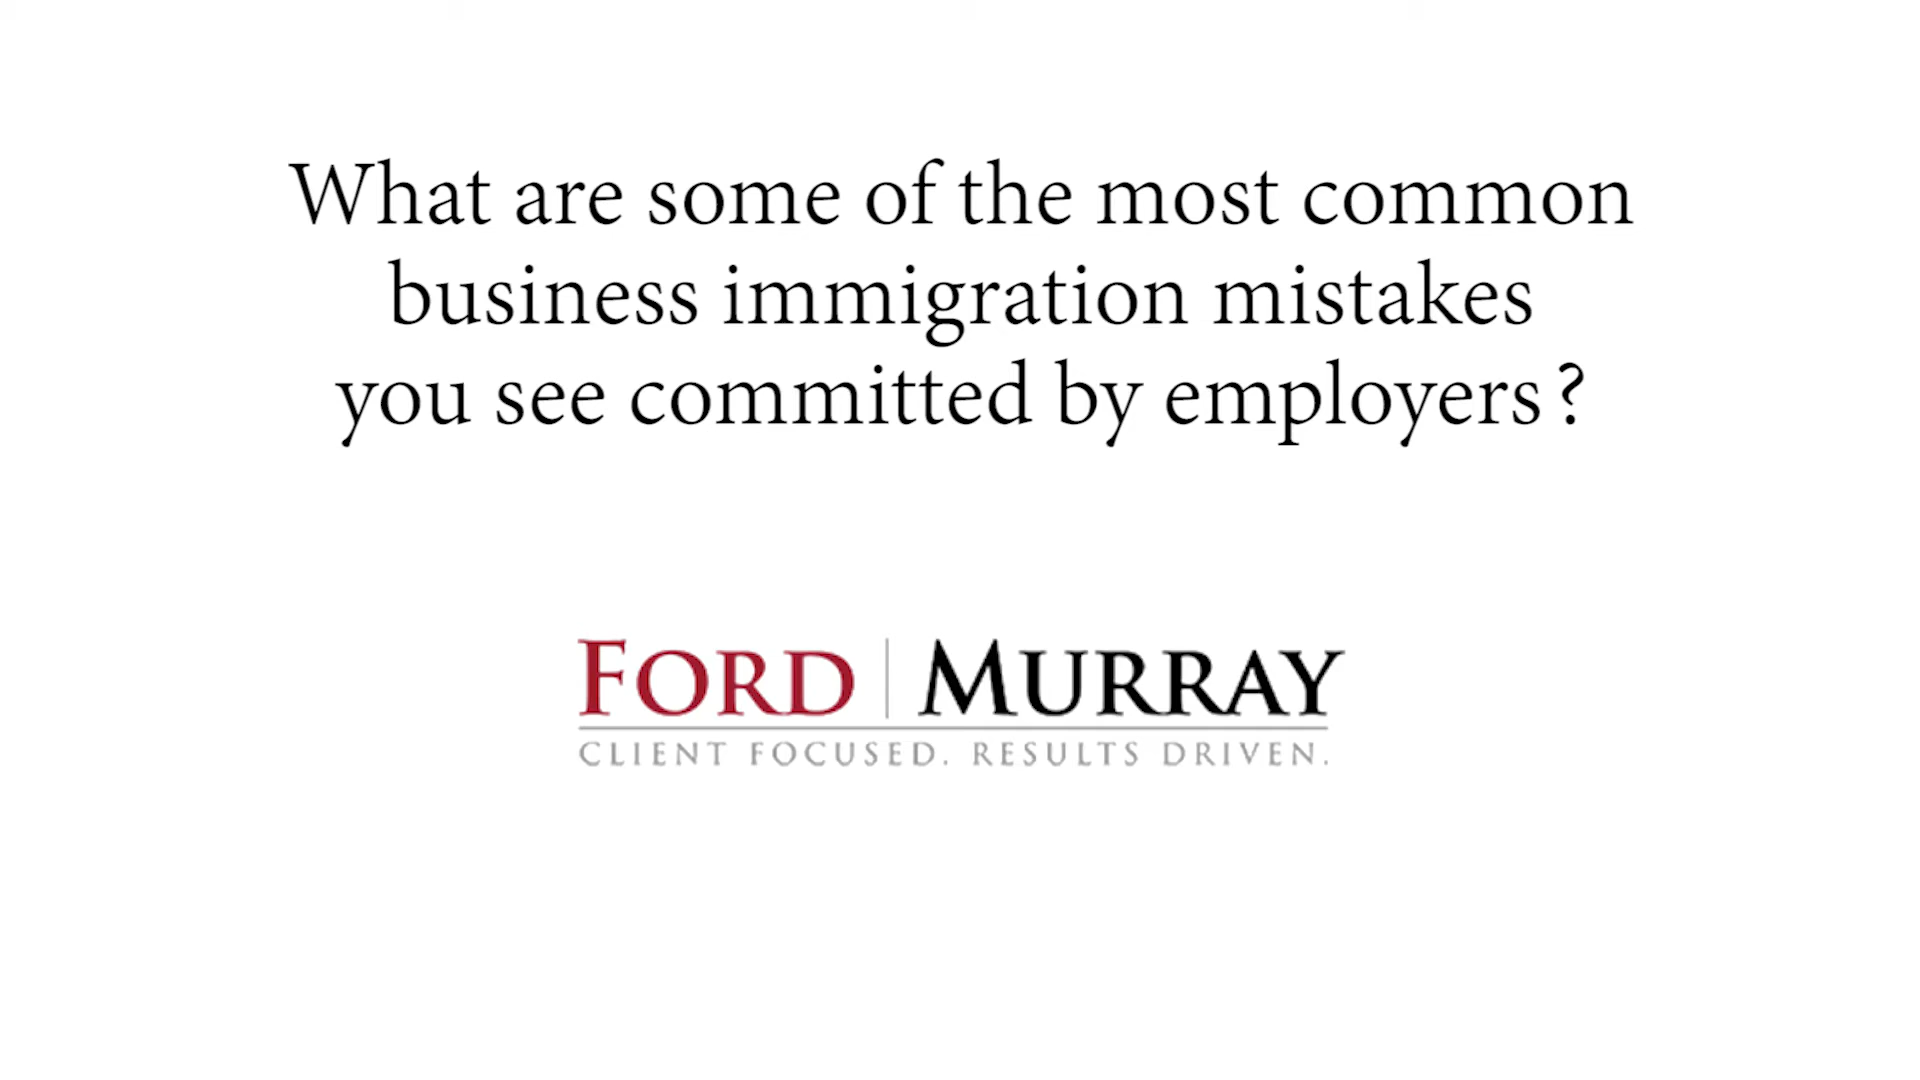 What are some of the most common
business immigration mistakes
you see committed by employers?
FORD | MURRAY
CLIENT FOCUSED. RESULTS DRIVEN.